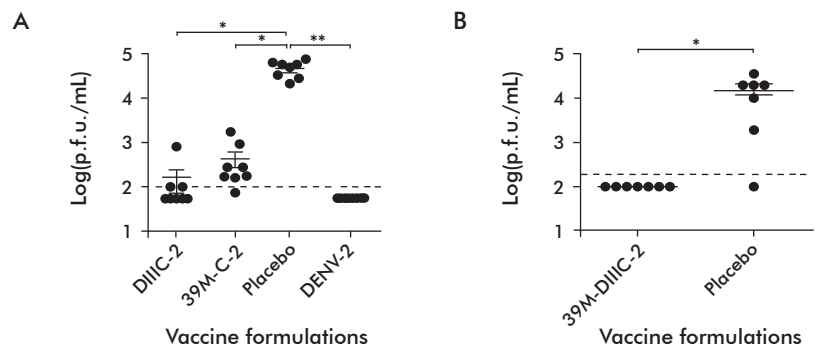 A
*
*
**
5
4
3
2
1
Log(p.f.u./mL)
DIIIC-2
39M-C-2
Placebo
DENV-2
Vaccine formulations
B
*
5
4
3
2
1
Log(p.f.u./mL)
39M-DIIIC-2
Placebo
Vaccine formulations